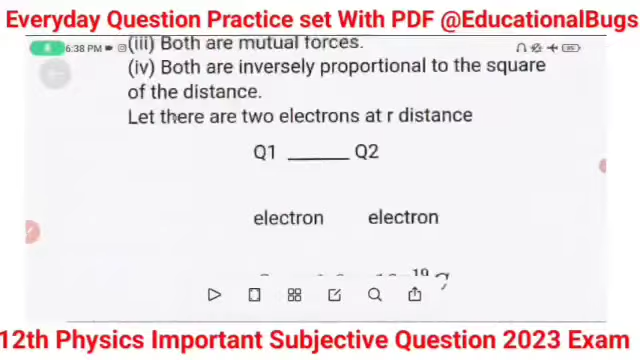 Everyday Question Practice set With PDF @EducationalBugs
6:38 PM
(iii) Both are mutual forces.
(iv) Both are inversely proportional to the square
of the distance.
Let there are two electrons at r distance
Q1 ______ Q2
electron electron
12th Physics Important Subjective Question 2023 Exam